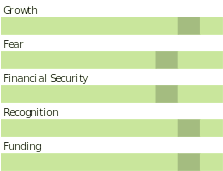 Growth
Fear
Financial Security
Recognition
Funding